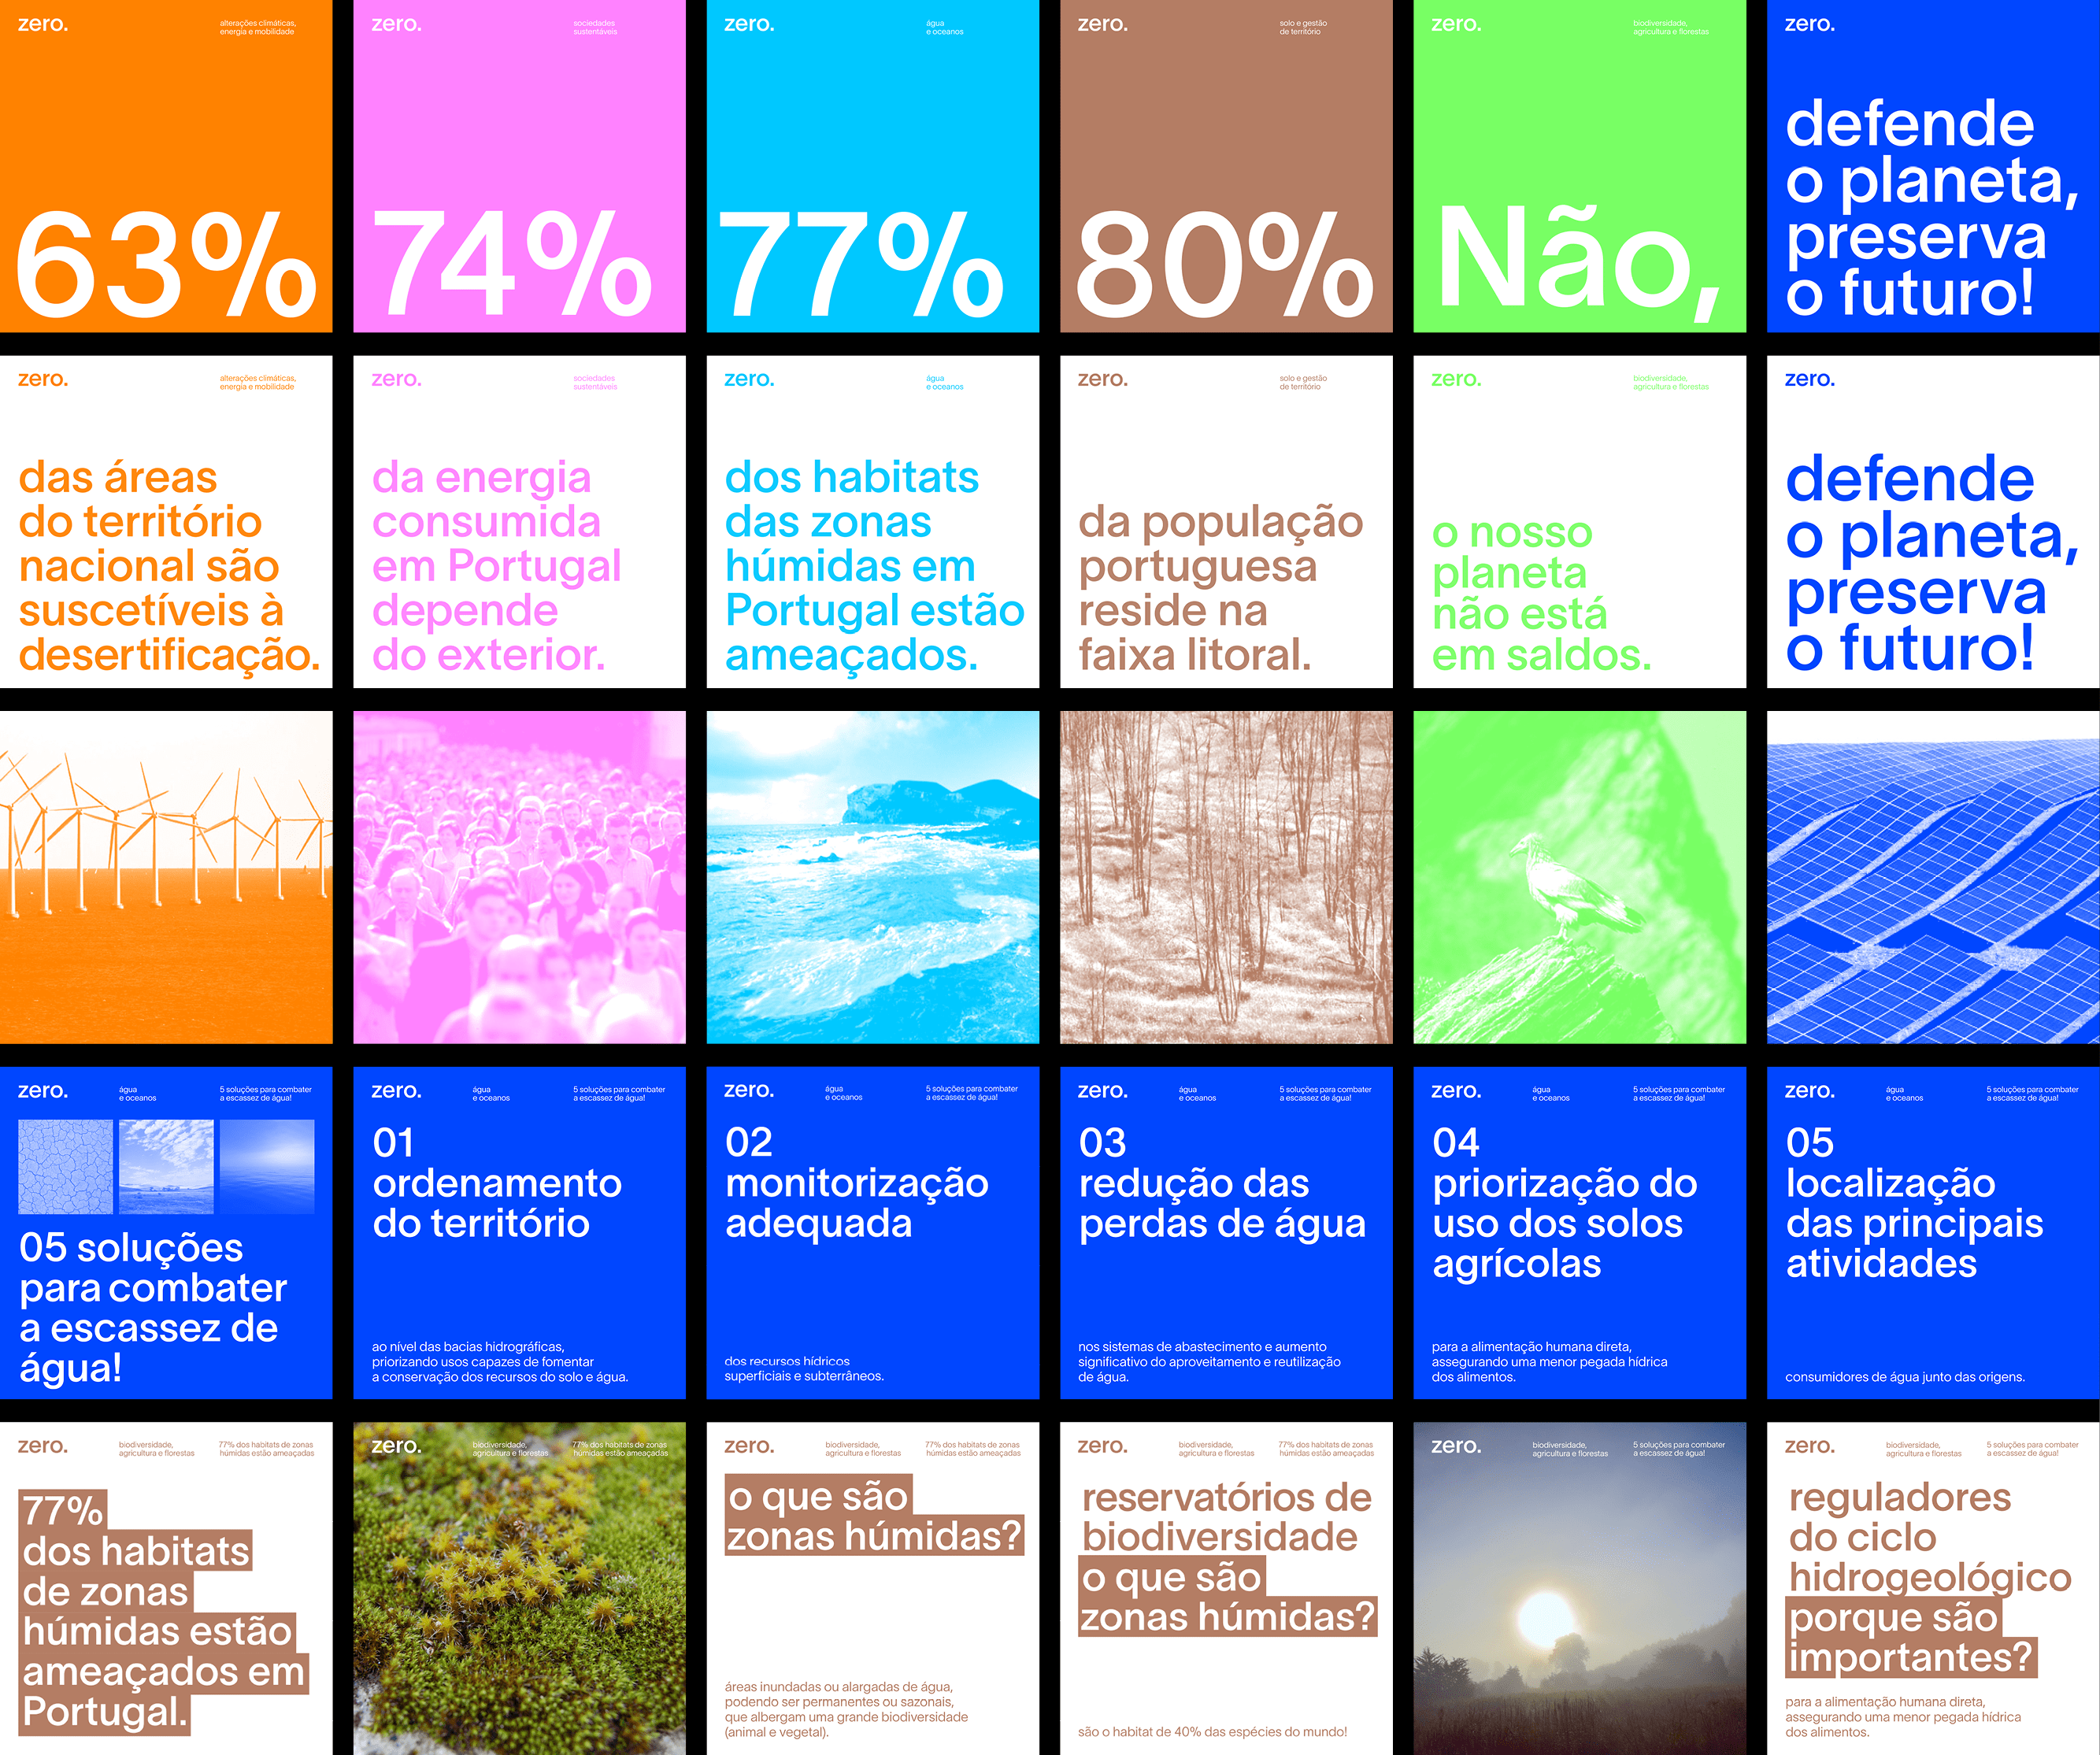 zero.
alterações climáticas,
energia e mobilidade
63%
zero.
sociedades
sustentáveis
74%
zero.
água
e oceanos
77%
zero.
solo e gestão
de território
80%
zero.
biodiversidade,
agricultura e florestas
Não,
zero.
defende
o planeta,
preserva
o futuro!
zero.
alterações climáticas,
energia e mobilidade
das áreas
do território
nacional são
suscetíveis à
desertificação.
zero.
sociedades
sustentáveis
da energia
consumida
em Portugal
depende
do exterior.
zero.
água
e oceanos
dos habitats
das zonas
húmidas em
Portugal estão
ameaçados.
zero.
solo e gestão
de território
da população
portuguesa
reside na
faixa litoral.
zero.
biodiversidade,
agricultura e florestas
o nosso
planeta
não está
em saldos.
zero.
defende
o planeta,
preserva
o futuro!
zero.
água
e oceanos
5 soluções para combater
a escassez de água!
05 soluções
para combater
a escassez de
água!
zero.
água
e oceanos
5 soluções para combater
a escassez de água!
01
ordenamento
do território
ao nível das bacias hidrográficas,
priorizando usos capazes de fomentar
a conservação dos recursos do solo e água.
zero.
água
e oceanos
5 soluções para combater
a escassez de água!
02
monitorização
adequada
dos recursos hídricos
superficiais e subterrâneos.
zero.
água
e oceanos
5 soluções para combater
a escassez de água!
03
redução das
perdas de água
nos sistemas de abastecimento e aumento
significativo do aproveitamento e reutilização
de água.
zero.
água
e oceanos
5 soluções para combater
a escassez de água!
04
priorização do
uso dos solos
agrícolas
para a alimentação humana direta,
assegurando uma menor pegada hídrica
dos alimentos.
zero.
água
e oceanos
5 soluções para combater
a escassez de água!
05
localização
das principais
atividades
consumidores de água junto das origens.
zero.
biodiversidade,
agricultura e florestas
77% dos habitats de zonas
húmidas estão ameaçadas
77%
dos habitats
de zonas
húmidas estão
ameaçados em
Portugal.
zero.
biodiversidade,
agricultura e florestas
77% dos habitats de zonas
húmidas estão ameaçadas
zero.
biodiversidade,
agricultura e florestas
77% dos habitats de zonas
húmidas estão ameaçadas
o que são
zonas húmidas?
áreas inundadas ou alargadas de água,
podendo ser permanentes ou sazonais,
que albergam uma grande biodiversidade
(animal e vegetal).
zero.
biodiversidade,
agricultura e florestas
77% dos habitats de zonas
húmidas estão ameaçadas
reservatórios de
biodiversidade
o que são
zonas húmidas?
são o habitat de 40% das espécies do mundo!
zero.
biodiversidade,
agricultura e florestas
5 soluções para combater
a escassez de água!
zero.
biodiversidade,
agricultura e florestas
5 soluções para combater
a escassez de água!
reguladores
do ciclo
hidrogeológico
porque são
importantes?
para a alimentação humana direta,
assegurando uma menor pegada hídrica
dos alimentos.